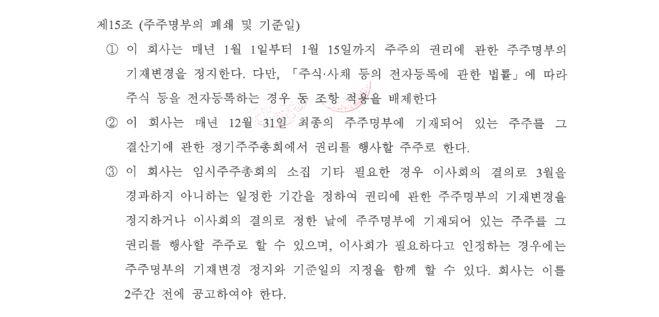 제15조 (주주명부의 폐쇄 및 기준일)
① 이 회사는 매년 1월 1일부터 1월 15일까지 주주의 권리에 관한 주주명부의
기재변경을 정지한다. 다만, 「주식·사채 등의 전자등록에 관한 법률」에 따라
주식 등을 전자등록하는 경우 동 조항 적용을 배제한다
② 이 회사는 매년 12월 31일 최종의 주주명부에 기재되어 있는 주주를 그
결산기에 관한 정기주주총회에서 권리를 행사할 주주로 한다.
③ 이 회사는 임시주주총회의 소집 기타 필요한 경우 이사회의 결의로 3월을
경과하지 아니하는 일정한 기간을 정하여 권리에 관한 주주명부의 기재변경을
정지하거나 이사회의 결의로 정한 날에 주주명부에 기재되어 있는 주주를 그
권리를 행사할 주주로 할 수 있으며, 이사회가 필요하다고 인정하는 경우에는
주주명부의 기재변경 정지와 기준일의 지정을 함께 할 수 있다. 회사는 이를
2주간 전에 공고하여야 한다.